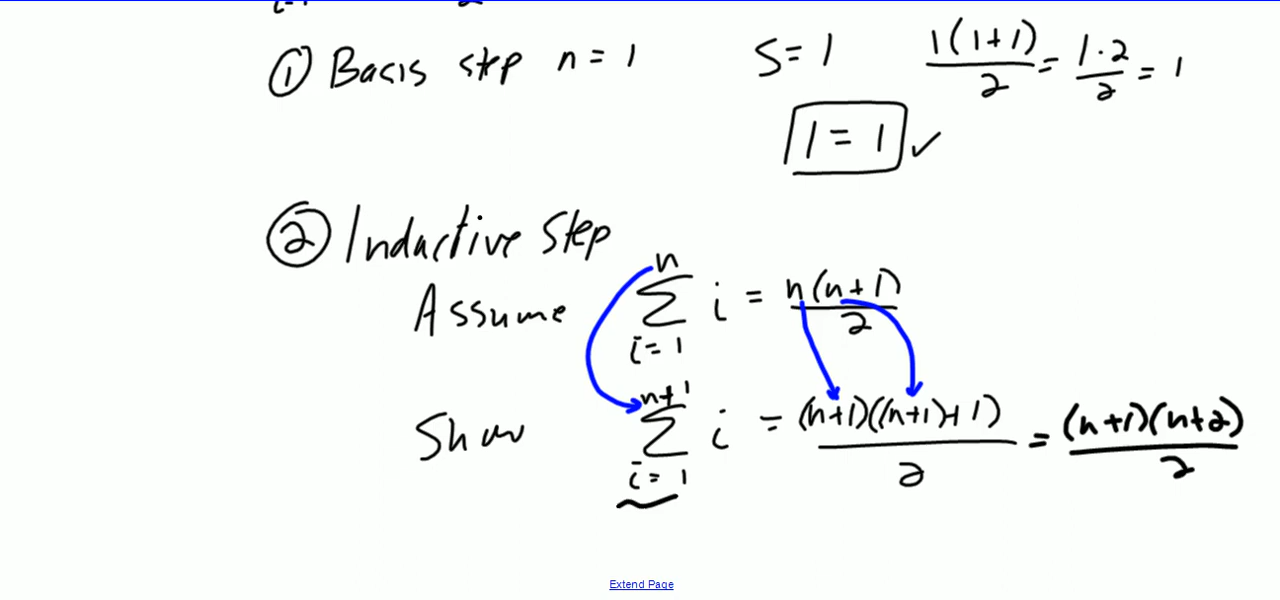 ① Basis step n = 1 S = 1 1(1+1)/2 = 1·2/2 = 1
1 = 1 ✓
② Inductive Step
Assume ∑_{i=1}^{n} i = n(n+1)/2
Show ∑_{i=1}^{n+1} i = (n+1)((n+1)+1)/2 = (n+1)(n+2)/2
Extend Page